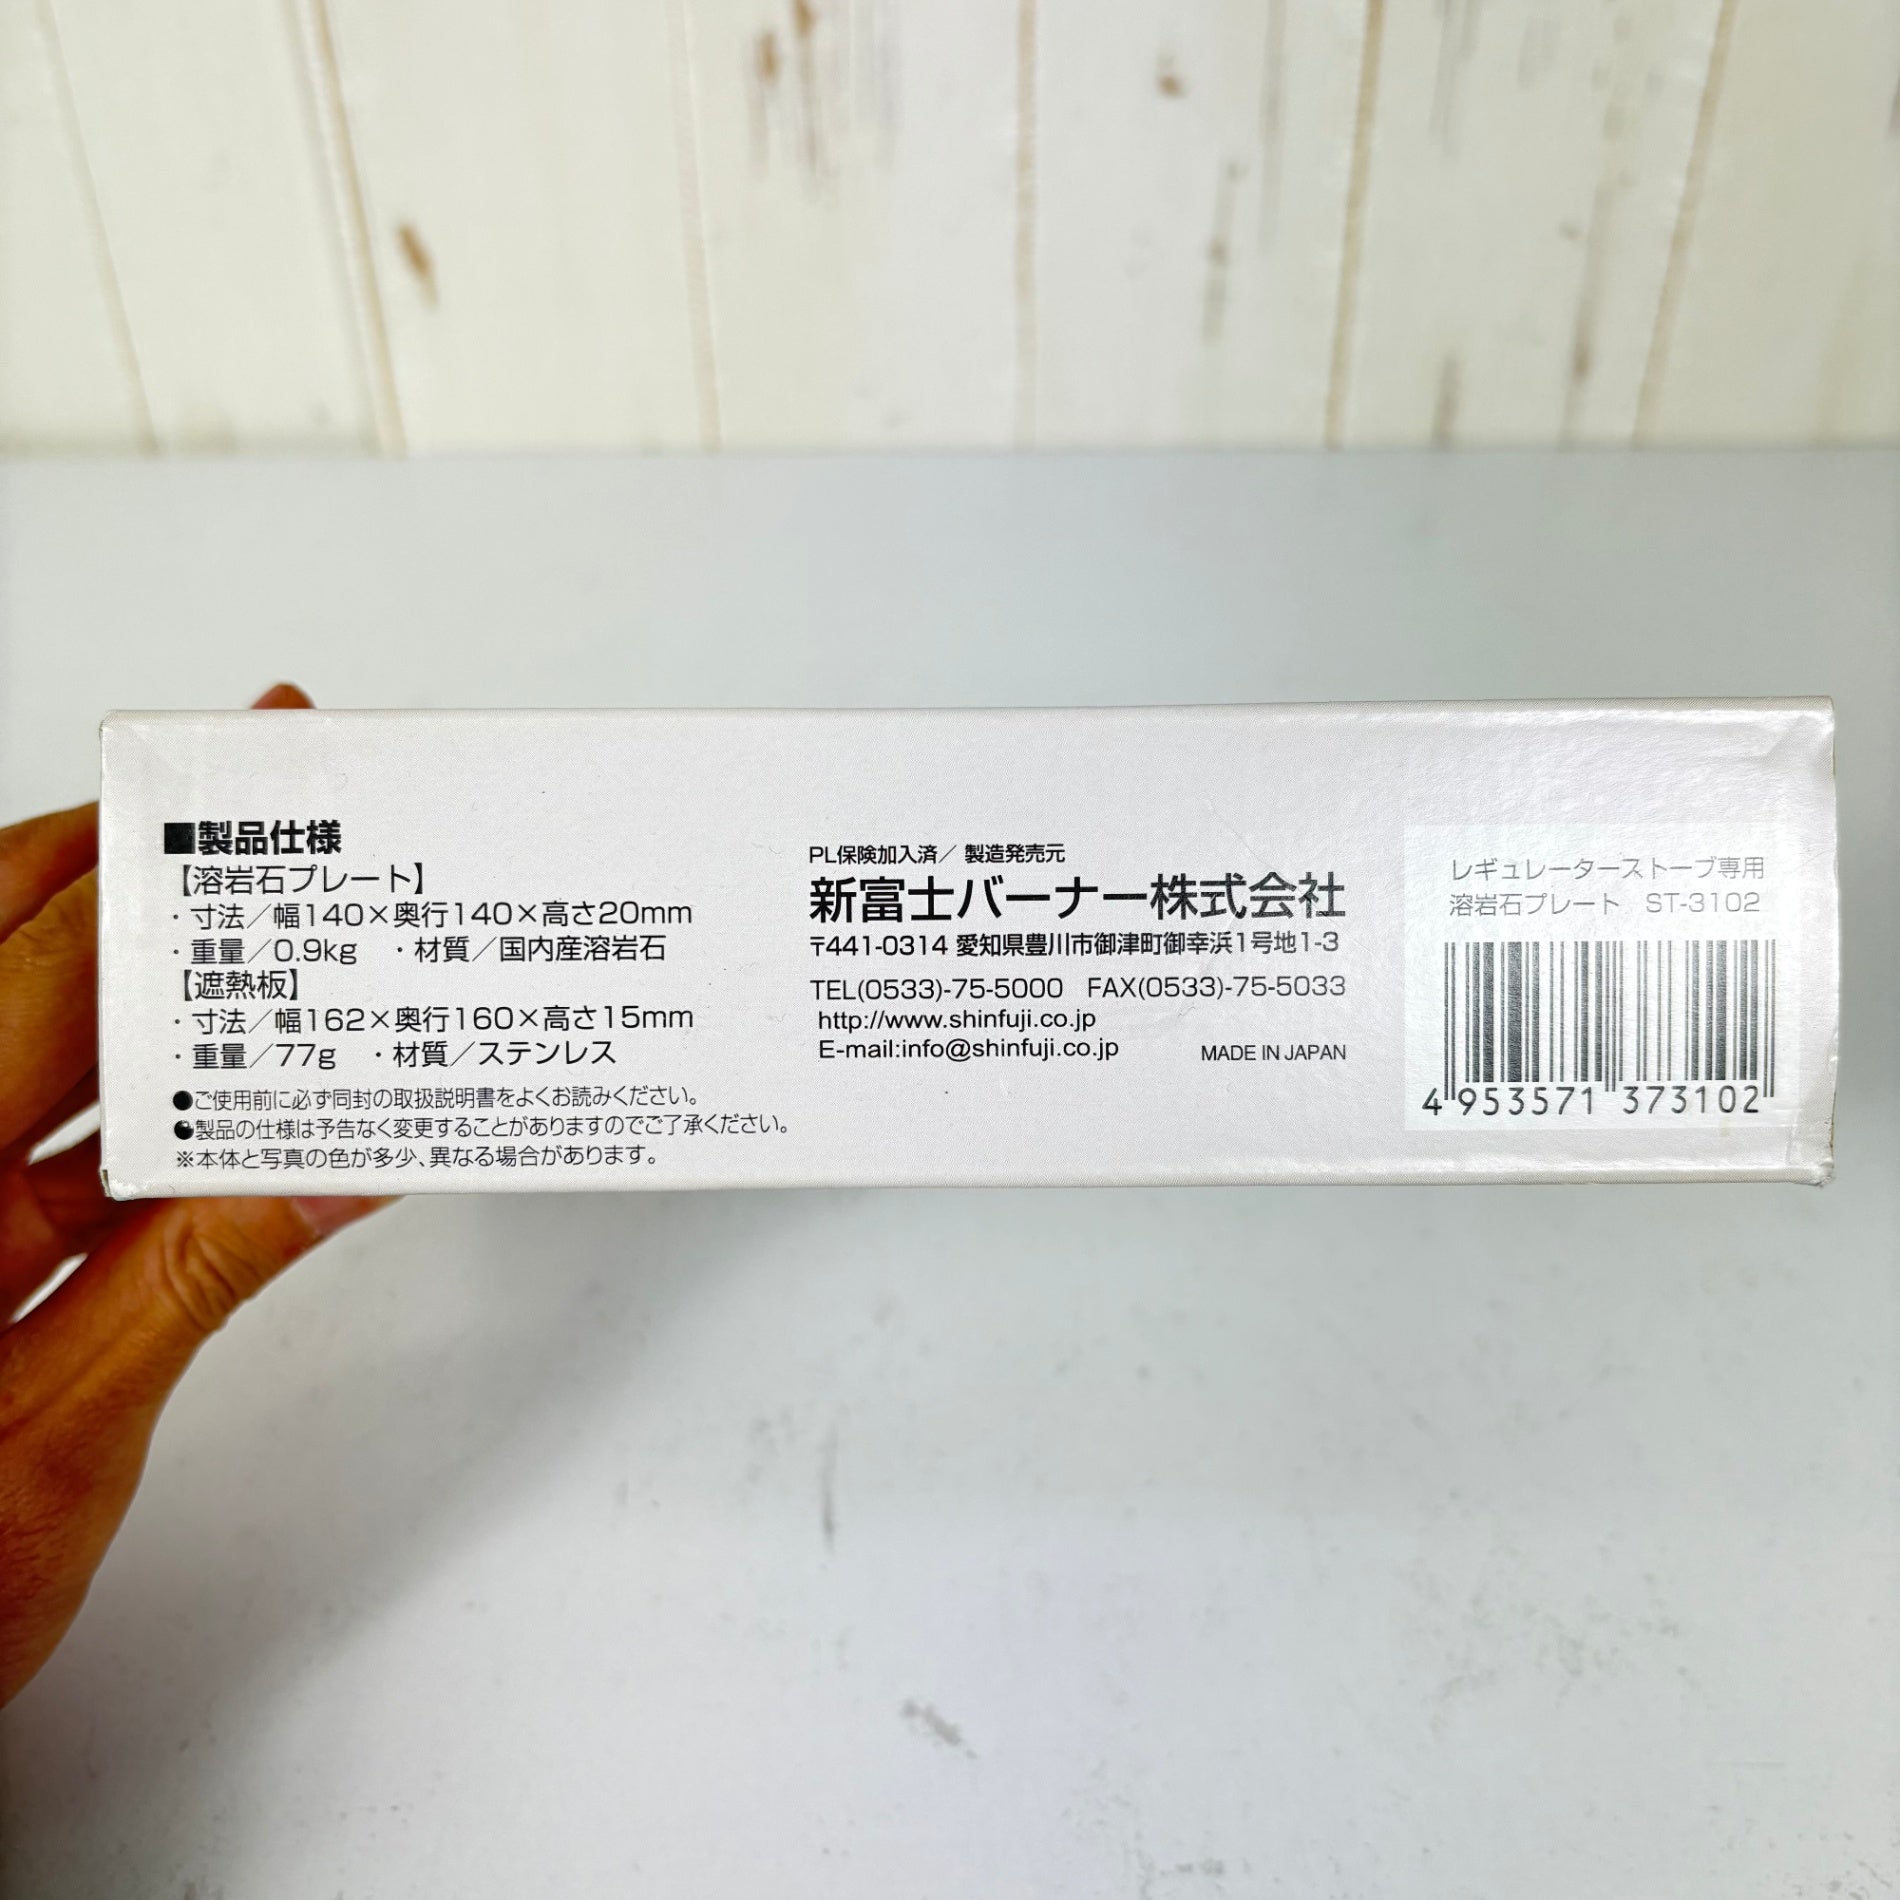 ■製品仕様
【溶岩石プレート】
・寸法／幅140×奥行140×高さ20mm
・重量／0.9kg ・材質／国内産溶岩石
【遮熱板】
・寸法／幅162×奥行160×高さ15mm
・重量／77g ・材質／ステンレス
●ご使用前に必ず同封の取扱説明書をよくお読みください。
●製品の仕様は予告なく変更することがありますのでご了承ください。
※本体と写真の色が多少、異なる場合があります。
PL保険加入済／製造発売元
新富士バーナー株式会社
〒441-0314 愛知県豊川市御津町御幸浜1号地1-3
TEL(0533)-75-5000 FAX(0533)-75-5033
http://www.shinfuji.co.jp
E-mail:info@shinfuji.co.jp
MADE IN JAPAN
レギュレーターストーブ専用
溶岩石プレート ST-3102
4 953571 373102